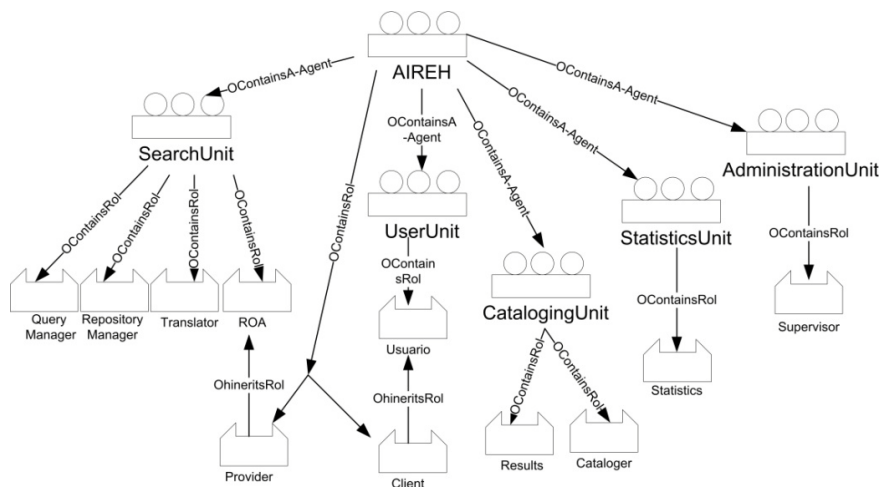 AIREH
OContainsA-Agent
OContainsA-Agent
OContainsA
-Agent
OContainsA-Agent
OContainsA-Agent
SearchUnit
AdministrationUnit
UserUnit
StatisticsUnit
OContainsRol
OContainsRol
OContainsRol
OContainsRol
OContainsRol
OContain
sRol
OContainsRol
CatalogingUnit
OContainsRol
Query
Manager
Repository
Manager
Translator
ROA
Usuario
Supervisor
OContainsRol
OContainsRol
OhineritsRol
OhineritsRol
Statistics
Provider
Client
Results
Cataloger